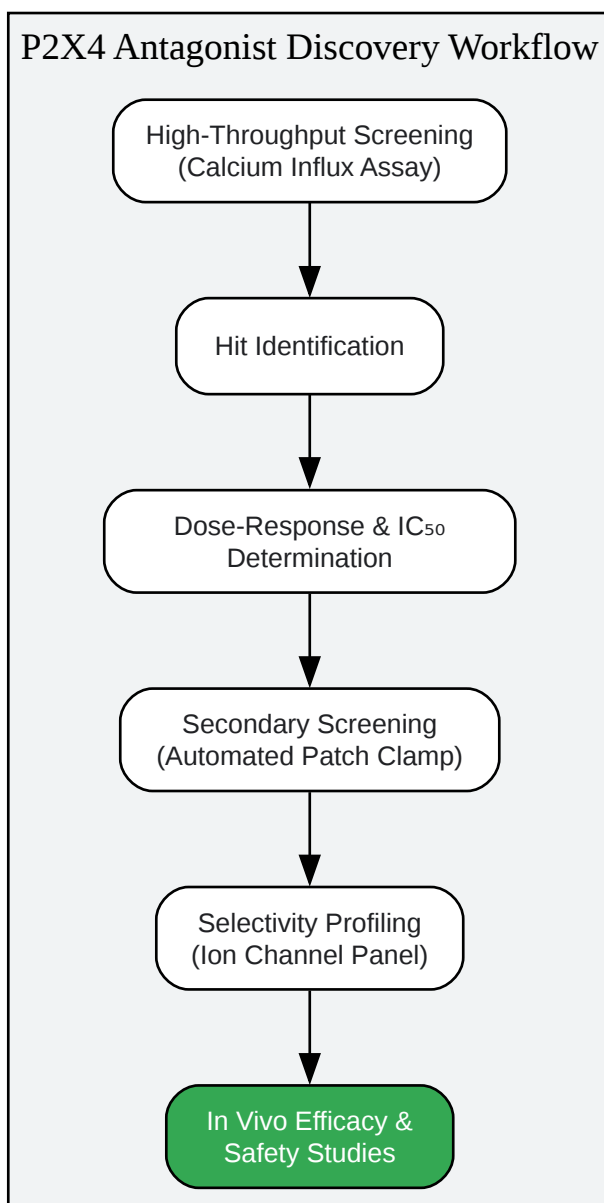 P2X4 Antagonist Discovery Workflow
High-Throughput Screening
(Calcium Influx Assay)
Hit Identification
Dose-Response & IC₅₀
Determination
Secondary Screening
(Automated Patch Clamp)
Selectivity Profiling
(Ion Channel Panel)
In Vivo Efficacy &
Safety Studies